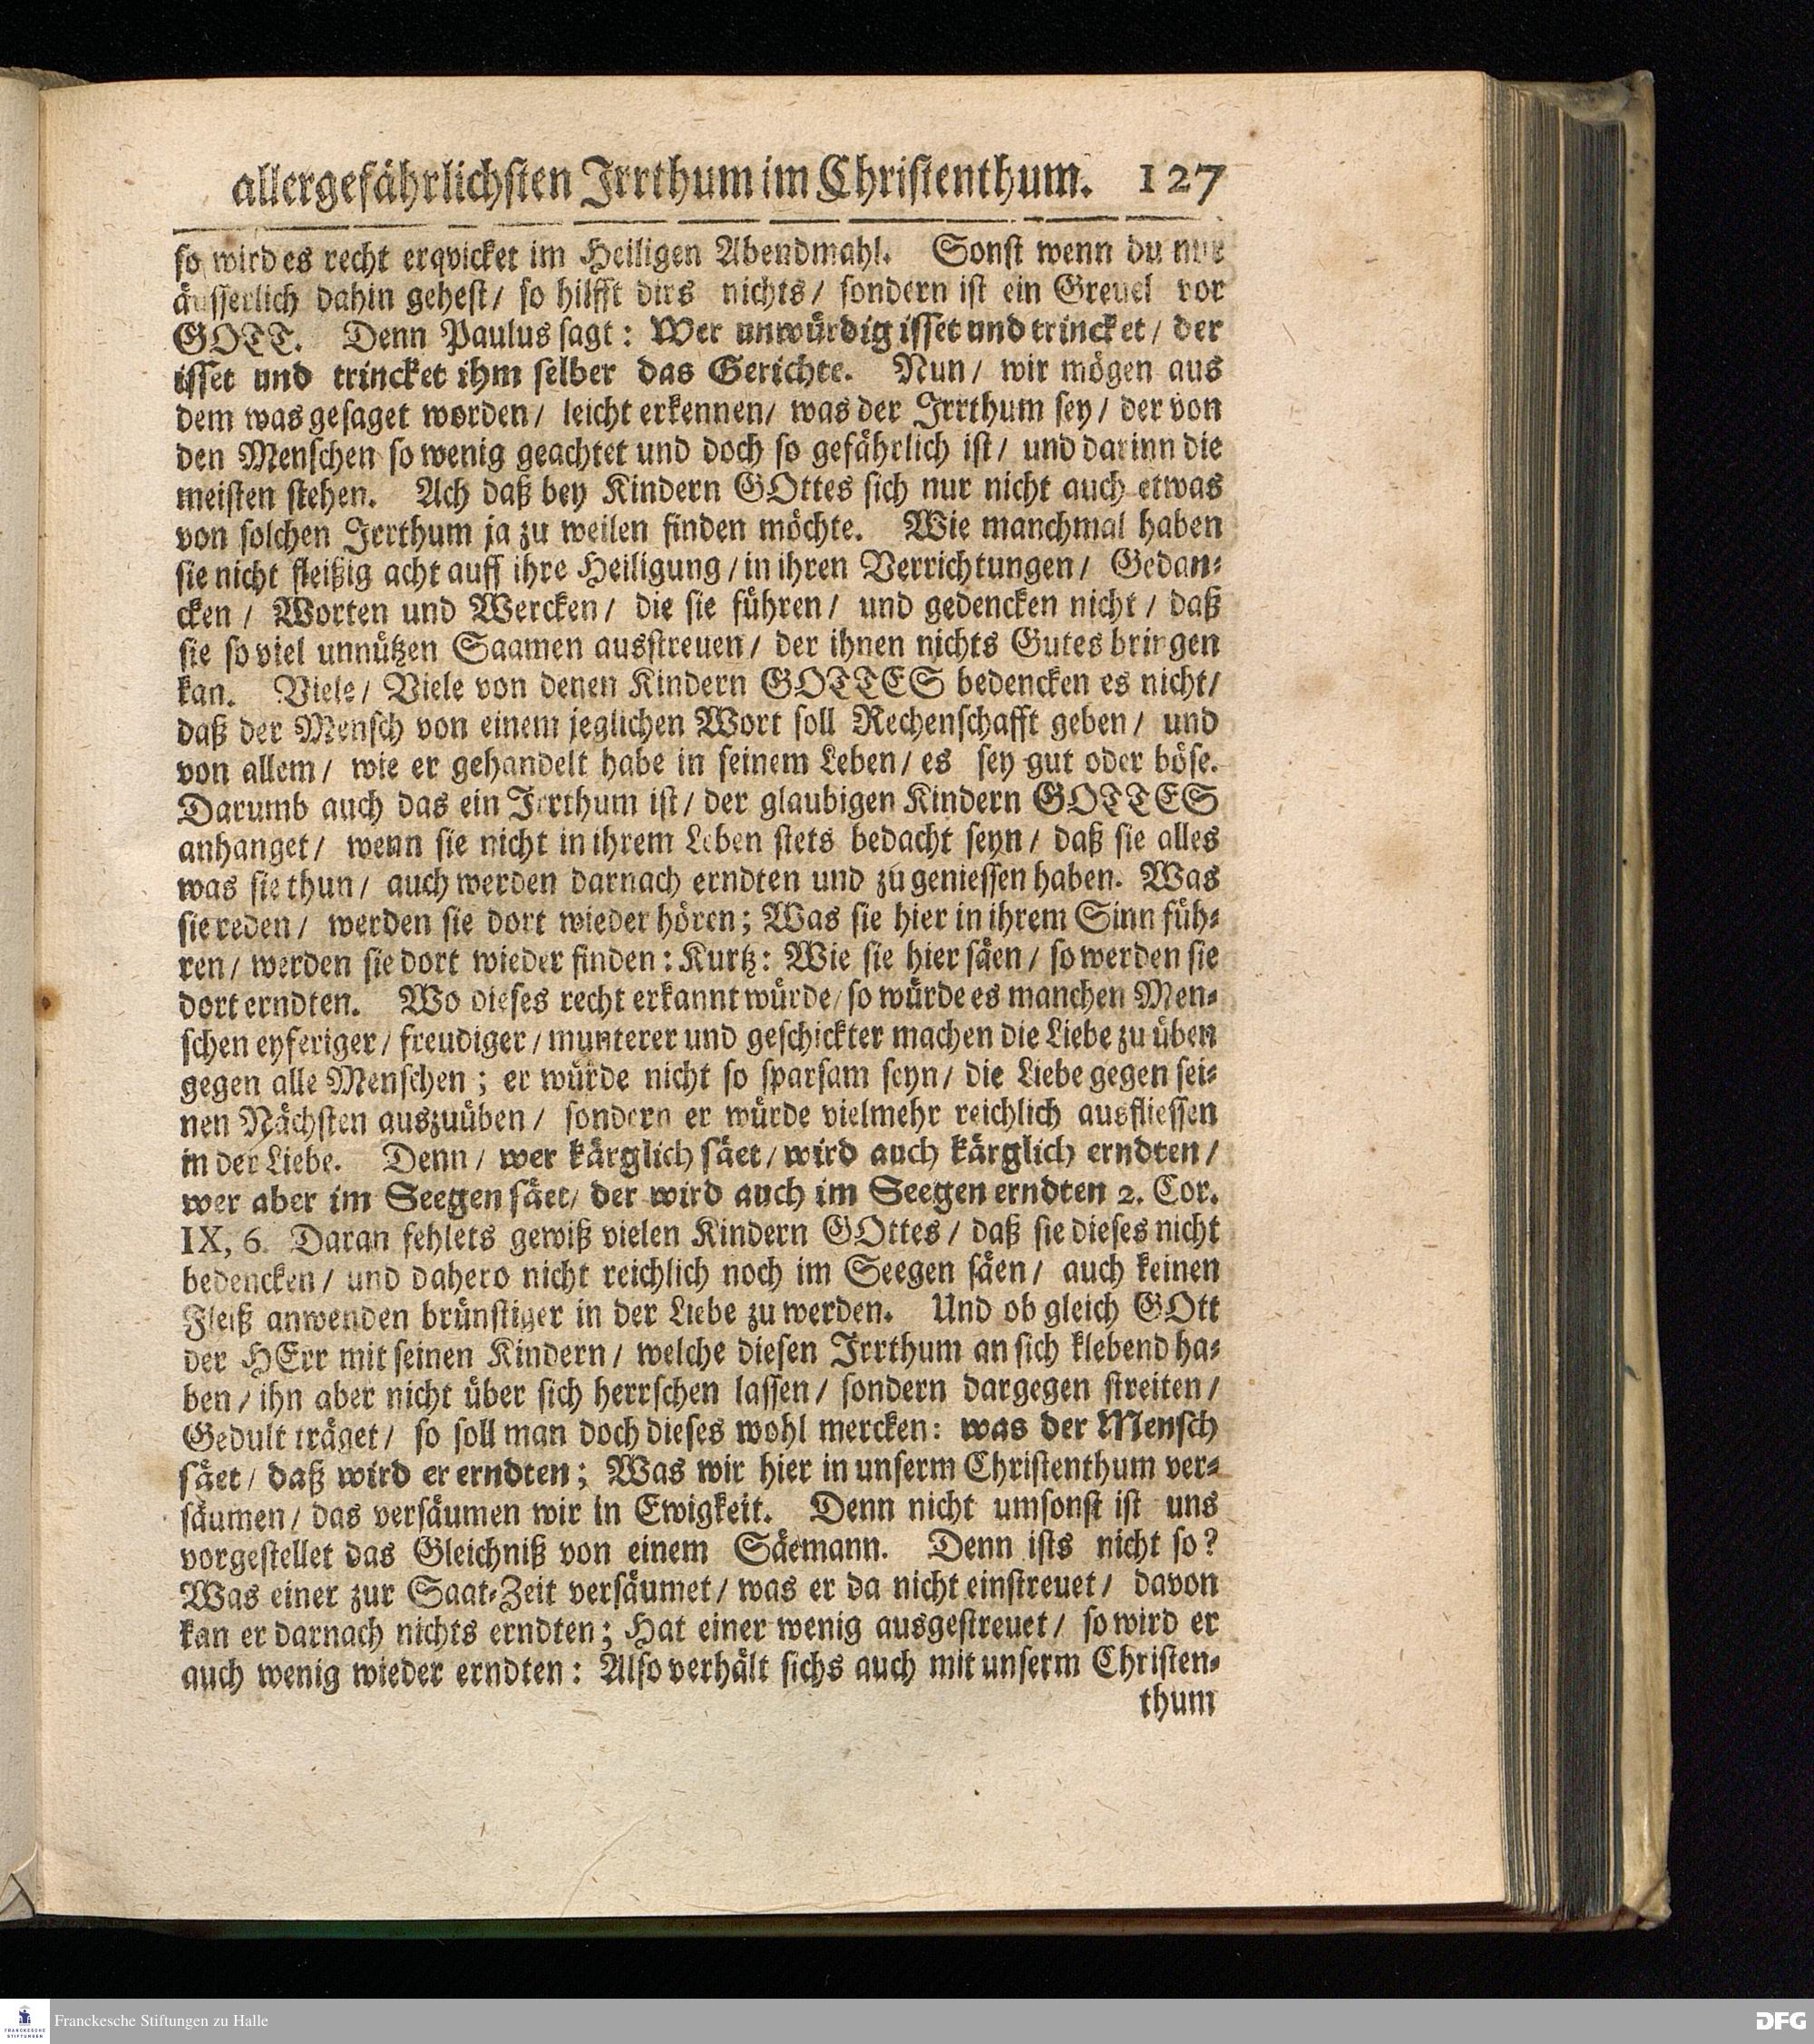 allergefährlichsten Irrthum im Christenthum. 127
so wird es recht erqvicket im Heiligen Abendmahl. Sonst wenn du nur
äusserlich dahin gehest / so hilfft dirs nichts / sondern ist ein Greuel vor
GOTT. Denn Paulus sagt: Wer unwürdig isset und trincket / der
isset und trincket ihm selber das Gerichte. Nun / wir mögen aus
dem was gesaget worden / leicht erkennen / was der Irrthum sey / der von
den Menschen so wenig geachtet und doch so gefährlich ist / und darinn die
meisten stehen. Ach daß bey Kindern GOttes sich nur nicht auch etwas
von solchen Irrthum ja zu weilen finden möchte. Wie manchmal haben
sie nicht fleißig acht auff ihre Heiligung / in ihren Verrichtungen / Gedan-
cken / Worten und Wercken / die sie führen / und gedencken nicht / daß
sie so viel unnützen Saamen ausstreuen / der ihnen nichts Gutes bringen
kan. Viele / Viele von denen Kindern GOTTES bedencken es nicht /
daß der Mensch von einem jeglichen Wort soll Rechenschafft geben / und
von allem / wie er gehandelt habe in seinem Leben / es sey gut oder böse.
Darumb auch das ein Irrthum ist / der glaubigen Kindern GOTTES
anhanget / wenn sie nicht in ihrem Leben stets bedacht seyn / daß sie alles
was sie thun / auch werden darnach erndten und zu geniessen haben. Was
sie reden / werden sie dort wieder hören; Was sie hier in ihrem Sinn füh-
ren / werden sie dort wieder finden: Kurtz: Wie sie hier säen / so werden sie
dort erndten. Wo dieses recht erkannt würde / so würde es manchen Men-
schen eyferiger / freudiger / munterer und geschickter machen die Liebe zu üben
gegen alle Menschen; er würde nicht so sparsam seyn / die Liebe gegen sei-
nen Nächsten auszuüben / sondern er würde vielmehr reichlich ausfliessen
in der Liebe. Denn / wer kärglich säet / wird auch kärglich erndten /
wer aber im Seegen säet / der wird auch im Seegen erndten 2. Cor.
IX, 6. Daran fehlets gewiß vielen Kindern GOttes / daß sie dieses nicht
bedencken / und dahero nicht reichlich noch im Seegen säen / auch keinen
Fleiß anwenden brünstiger in der Liebe zu werden. Und ob gleich GOtt
der HErr mit seinen Kindern / welche diesen Irrthum an sich klebend ha-
ben / ihn aber nicht über sich herrschen lassen / sondern dargegen streiten /
Gedult träget / so soll man doch dieses wohl mercken: was der Mensch
säet / daß wird er erndten; Was wir hier in unserm Christenthum ver-
säumen / das versäumen wir in Ewigkeit. Denn nicht umsonst ist uns
vorgestellet das Gleichniß von einem Säemann. Denn ists nicht so?
Was einer zur Saat-Zeit versäumet / was er da nicht einstreuet / davon
kan er darnach nichts erndten; Hat einer wenig ausgestreuet / so wird er
auch wenig wieder erndten: Also verhält sichs auch mit unserm Christen-
thum
FRANCKESCHE STIFTUNGEN
Franckesche Stiftungen zu Halle
DFG